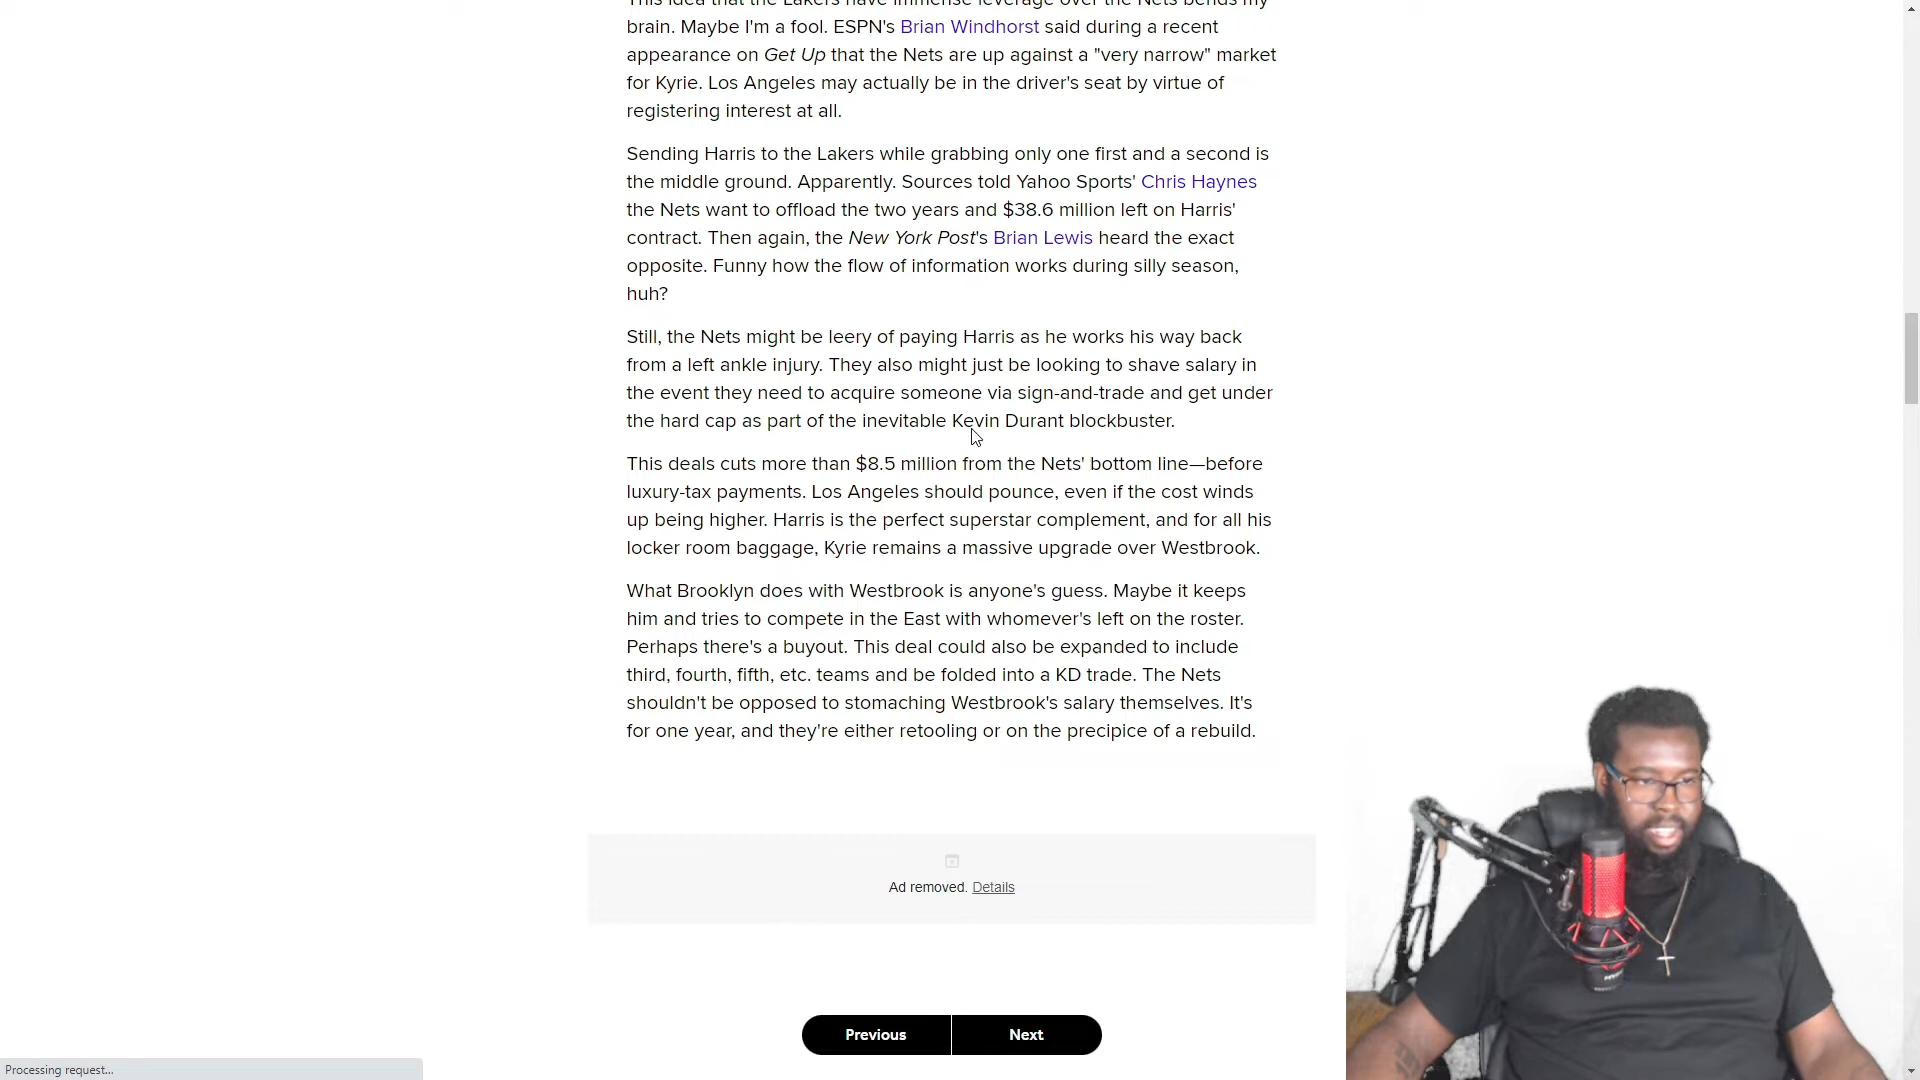 This idea that the Lakers have immense leverage over the Nets bends my
brain. Maybe I'm a fool. ESPN's Brian Windhorst said during a recent
appearance on Get Up that the Nets are up against a "very narrow" market
for Kyrie. Los Angeles may actually be in the driver's seat by virtue of
registering interest at all.
Sending Harris to the Lakers while grabbing only one first and a second is
the middle ground. Apparently. Sources told Yahoo Sports' Chris Haynes
the Nets want to offload the two years and $38.6 million left on Harris'
contract. Then again, the New York Post's Brian Lewis heard the exact
opposite. Funny how the flow of information works during silly season,
huh?
Still, the Nets might be leery of paying Harris as he works his way back
from a left ankle injury. They also might just be looking to shave salary in
the event they need to acquire someone via sign-and-trade and get under
the hard cap as part of the inevitable Kevin Durant blockbuster.
This deals cuts more than $8.5 million from the Nets' bottom line—before
luxury-tax payments. Los Angeles should pounce, even if the cost winds
up being higher. Harris is the perfect superstar complement, and for all his
locker room baggage, Kyrie remains a massive upgrade over Westbrook.
What Brooklyn does with Westbrook is anyone's guess. Maybe it keeps
him and tries to compete in the East with whomever's left on the roster.
Perhaps there's a buyout. This deal could also be expanded to include
third, fourth, fifth, etc. teams and be folded into a KD trade. The Nets
shouldn't be opposed to stomaching Westbrook's salary themselves. It's
for one year, and they're either retooling or on the precipice of a rebuild.
Ad removed. Details
Previous
Next
Processing request...